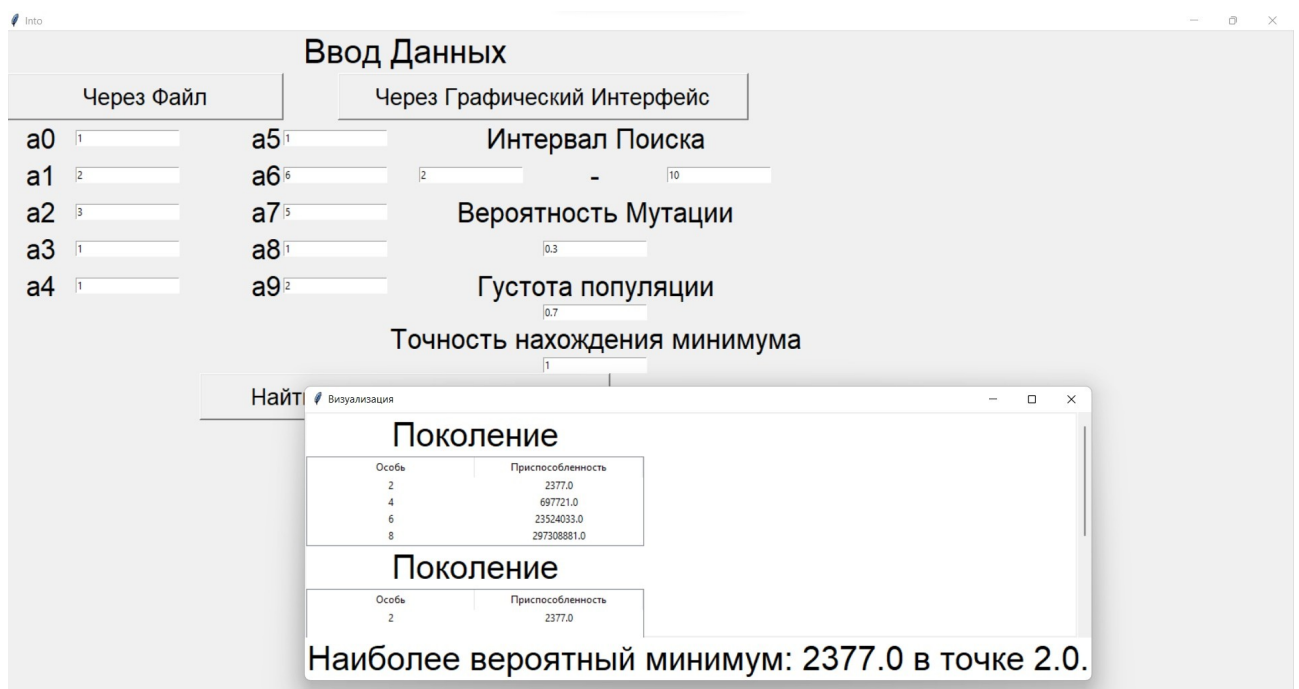 Into
Ввод Данных
Через Файл Через Графический Интерфейс
a0 1 a5 1 Интервал Поиска
a1 2 a6 6 2 - 10
a2 3 a7 5 Вероятность Мутации
a3 1 a8 1 0.3
a4 1 a9 2 Густота популяции
0.7
Точность нахождения минимума
1
Визуализация
Поколение
Особь Приспособленность
2 2377.0
4 697721.0
6 23524033.0
8 297308881.0
Поколение
Особь Приспособленность
2 2377.0
Наиболее вероятный минимум: 2377.0 в точке 2.0.